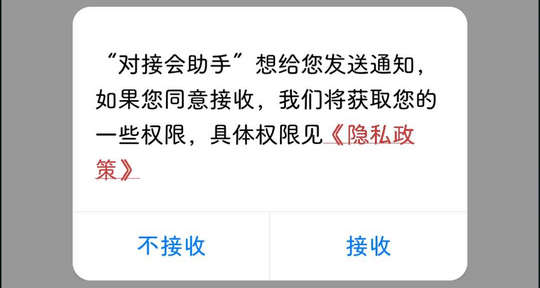 “对接会助手”想给您发送通知，
如果您同意接收，我们将获取您的
一些权限，具体权限见《隐私政
策》
不接收 接收